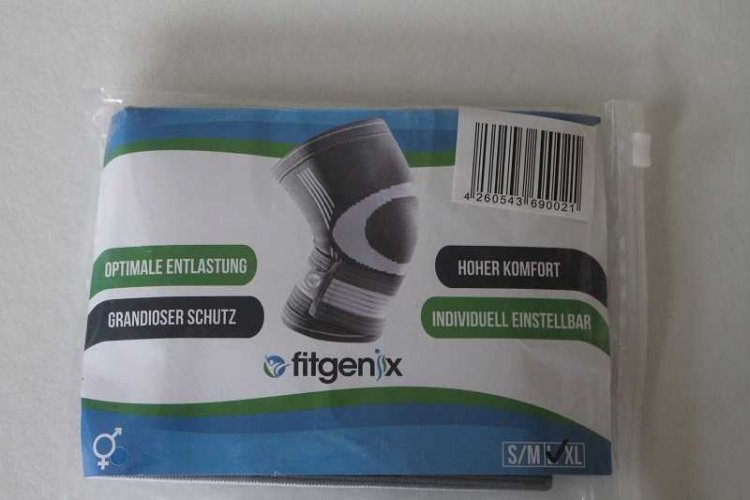 4 260543 690021
OPTIMALE ENTLASTUNG
HOHER KOMFORT
GRANDIOSER SCHUTZ
INDIVIDUELL EINSTELLBAR
fitgenix
S/M L/XL